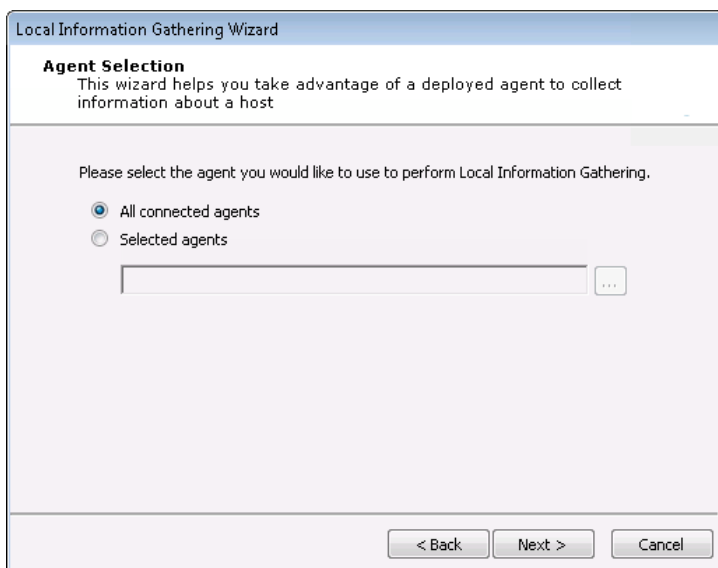 Local Information Gathering Wizard
Agent Selection
This wizard helps you take advantage of a deployed agent to collect
information about a host
Please select the agent you would like to use to perform Local Information Gathering.
All connected agents
Selected agents
...
< Back Next > Cancel